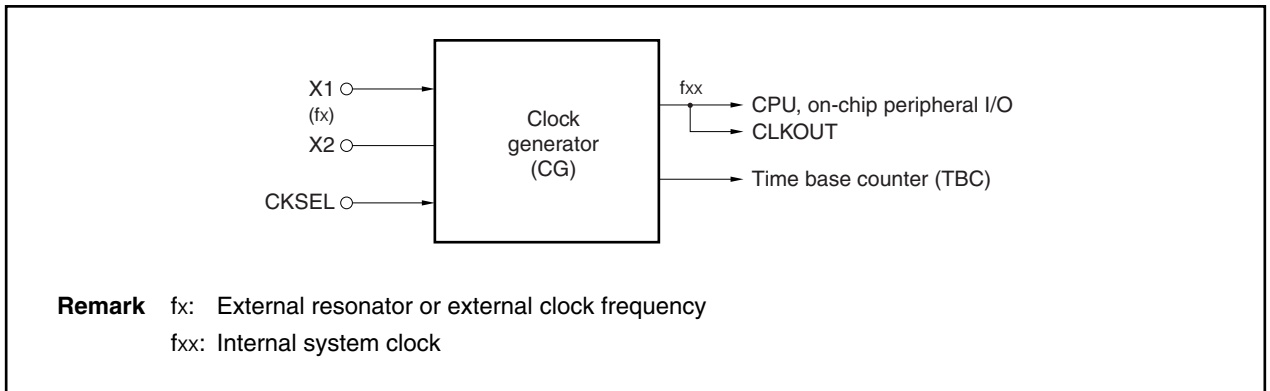 X1
(fx)
X2
CKSEL
Clock
generator
(CG)
fxx
CPU, on-chip peripheral I/O
CLKOUT
Time base counter (TBC)
Remark fx: External resonator or external clock frequency
fxx: Internal system clock